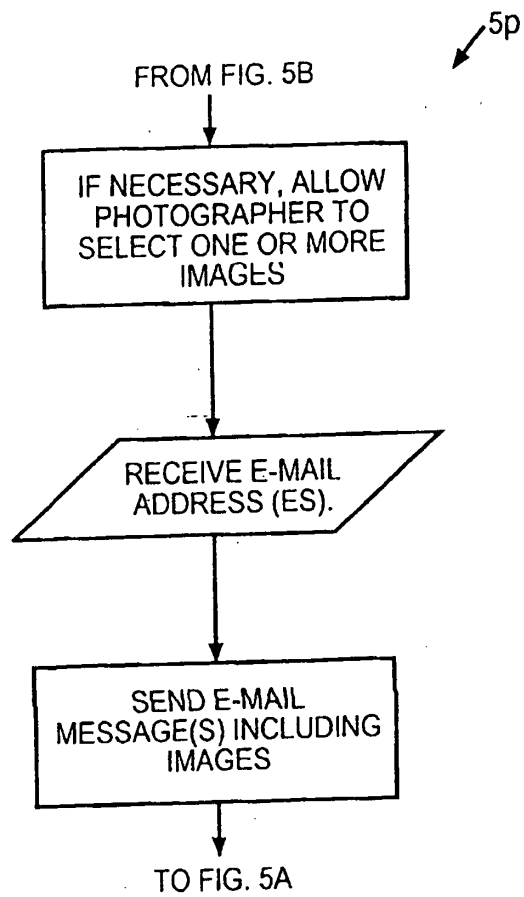 5p
FROM FIG. 5B
IF NECESSARY, ALLOW
PHOTOGRAPHER TO
SELECT ONE OR MORE
IMAGES
RECEIVE E-MAIL
ADDRESS (ES).
SEND E-MAIL
MESSAGE(S) INCLUDING
IMAGES
TO FIG. 5A